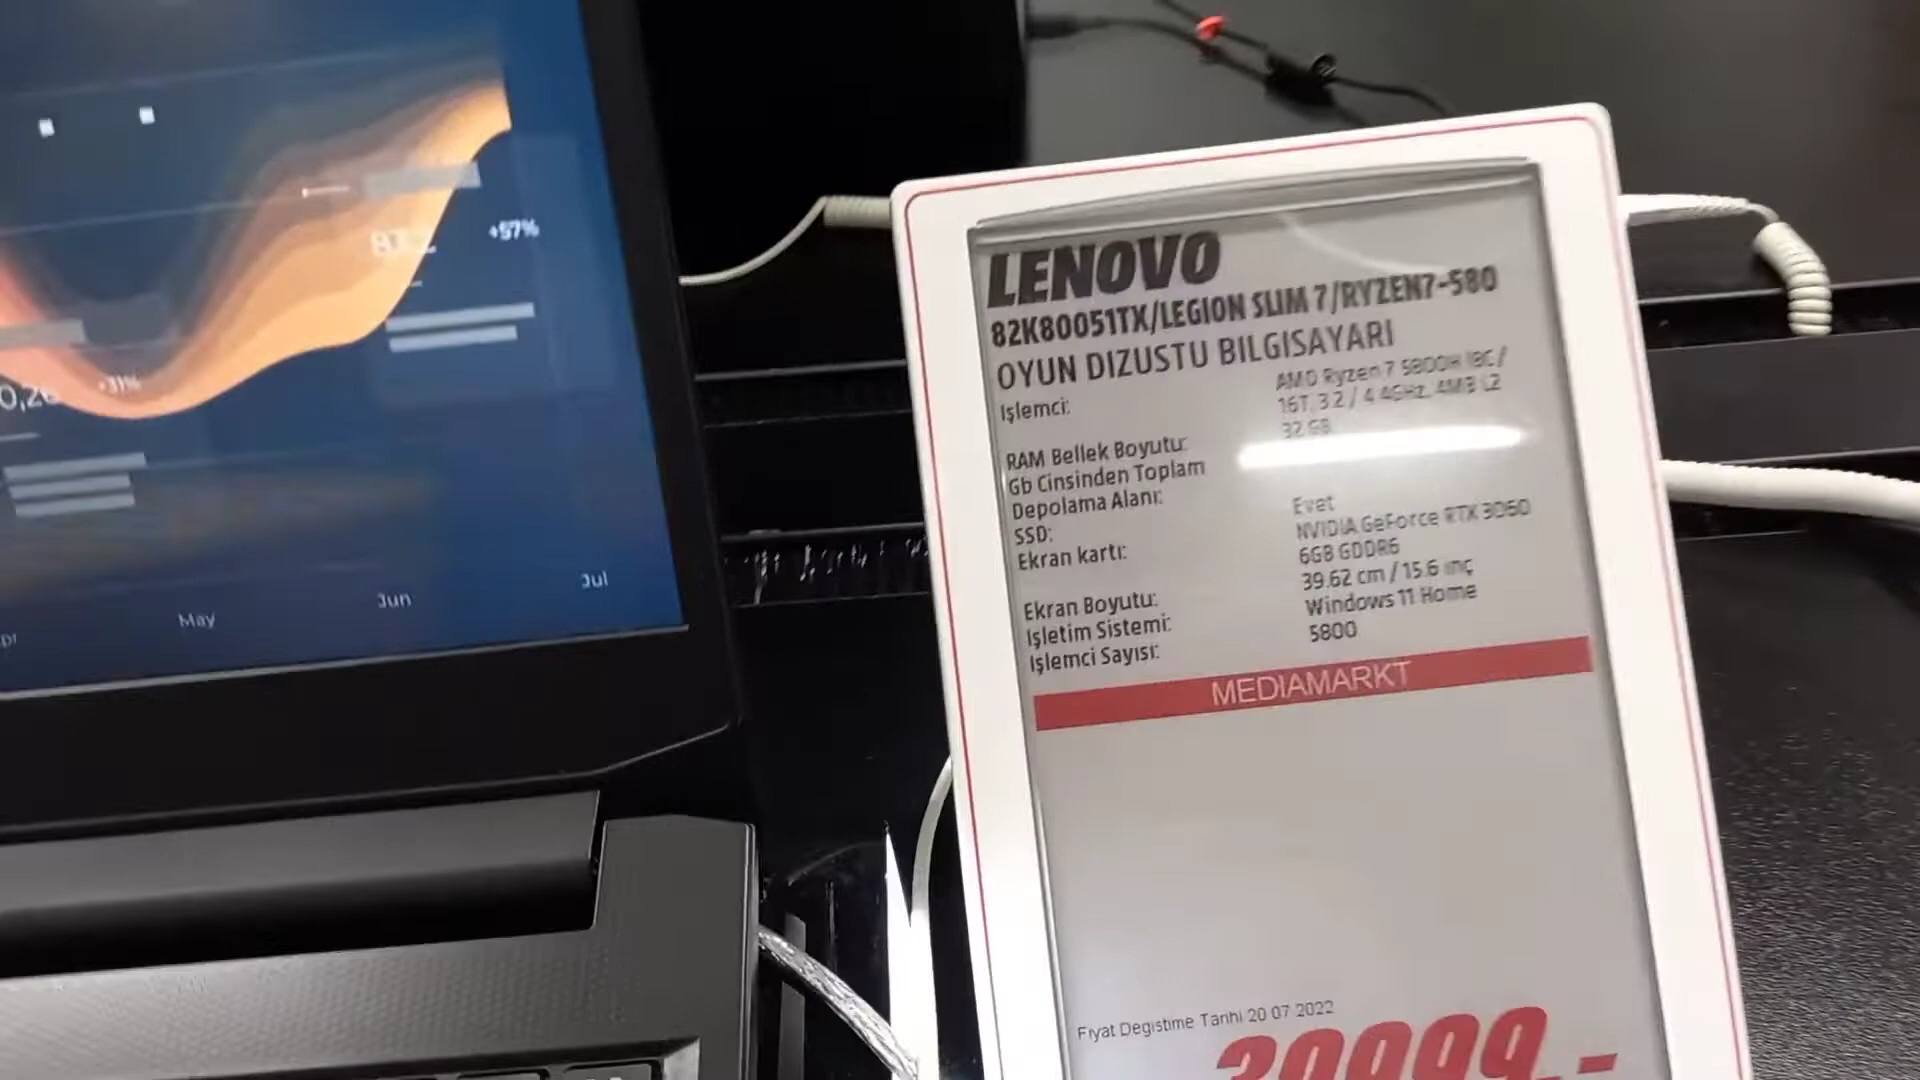 +57%
-31%
May
Jun
Jul
LENOVO
82K80051TX/LEGION SLIM 7/RYZEN7-580
OYUN DIZUSTU BILGISAYARI
İşlemci: AMD Ryzen 7 5800H (8C /
16T, 3.2 / 4.4GHz, 4MB L2
RAM Bellek Boyutu: 32 GB
Gb Cinsinden Toplam
Depolama Alanı:
SSD: Evet
Ekran kartı: NVIDIA GeForce RTX 3060
6GB GDDR6
Ekran Boyutu: 39.62 cm / 15.6 inç
İşletim Sistemi: Windows 11 Home
İşlemci Sayısı: 5800
MEDIAMARKT
Fiyat Degistime Tarihi 20 07 2022